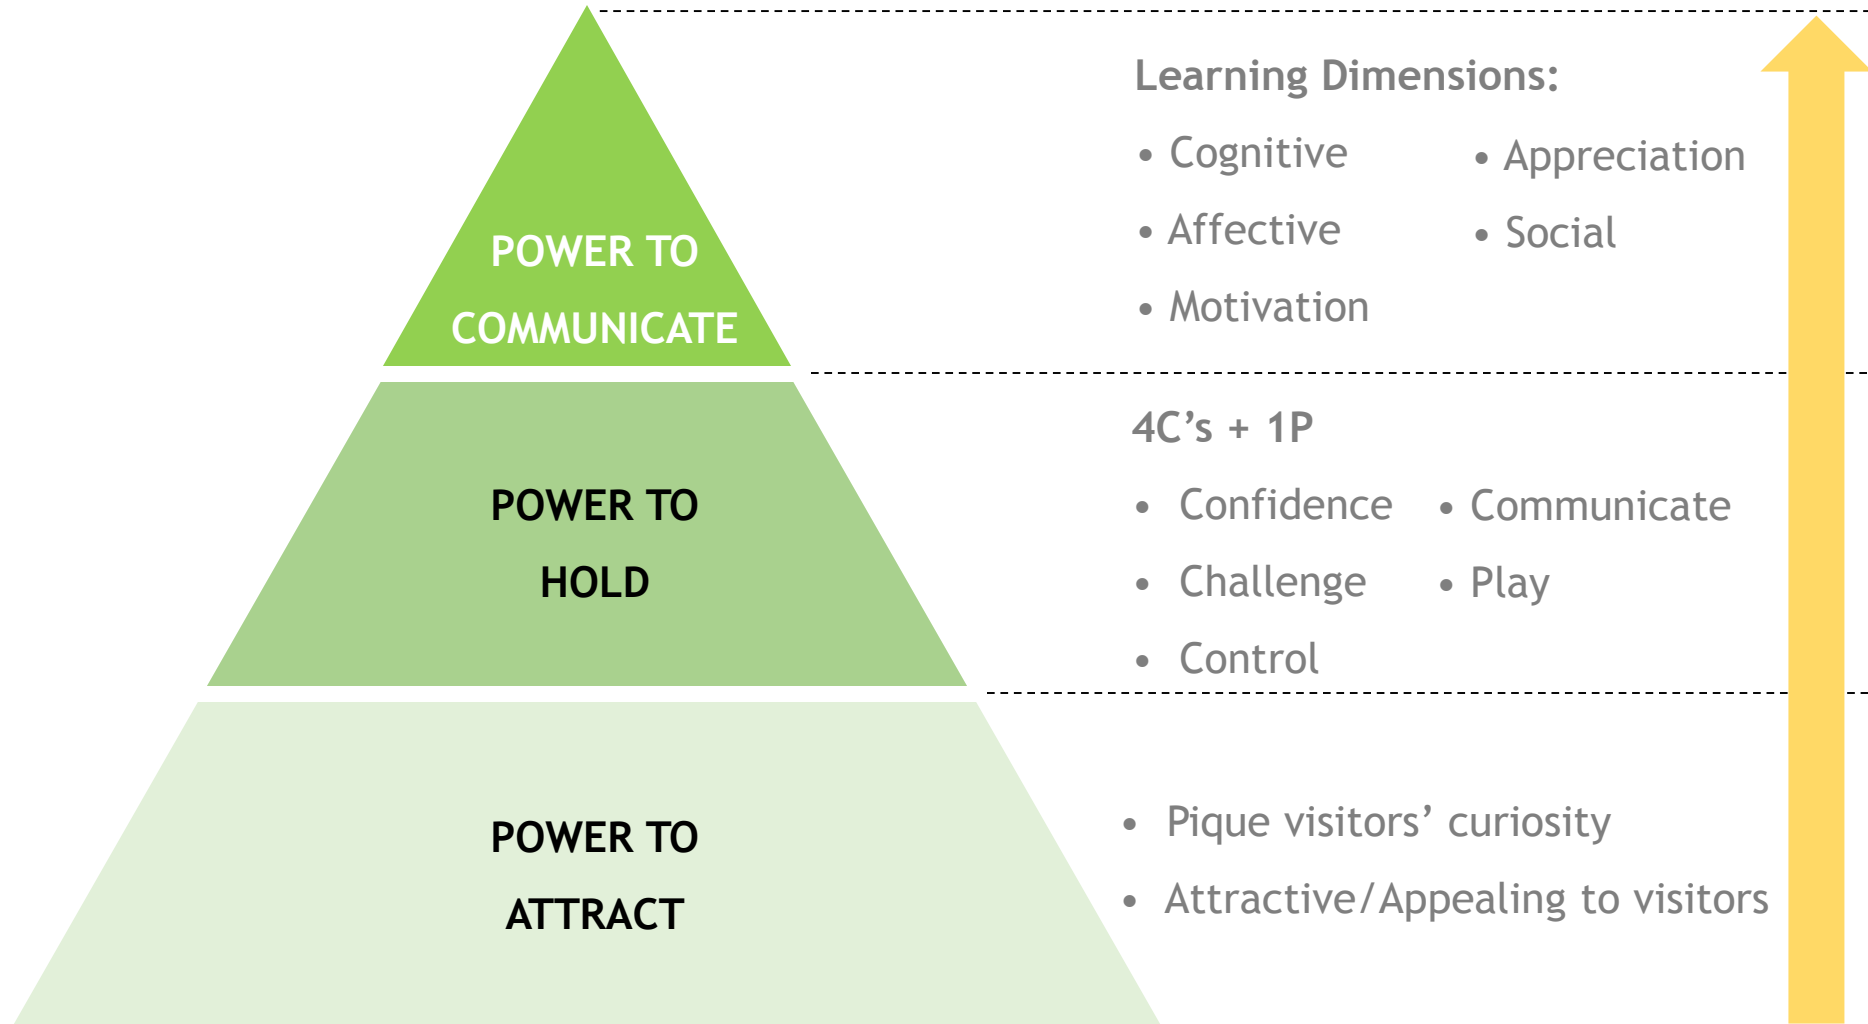 POWER TO
COMMUNICATE
Learning Dimensions:
• Cognitive
• Affective
• Motivation
• Appreciation
• Social
POWER TO
HOLD
4C’s + 1P
• Confidence
• Challenge
• Control
• Communicate
• Play
POWER TO
ATTRACT
• Pique visitors’ curiosity
• Attractive/Appealing to visitors